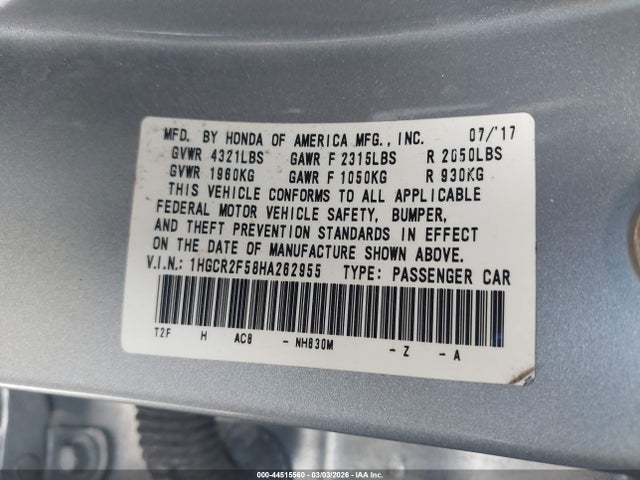 MFD. BY HONDA OF AMERICA MFG., INC. 07/'17
GVWR 4321LBS GAWR F 2315LBS R 2050LBS
GVWR 1960KG GAWR F 1050KG R 930KG
THIS VEHICLE CONFORMS TO ALL APPLICABLE
FEDERAL MOTOR VEHICLE SAFETY, BUMPER,
AND THEFT PREVENTION STANDARDS IN EFFECT
ON THE DATE OF MANUFACTURE SHOWN ABOVE.
V.I.N.: 1HGCR2F58HA262955 TYPE: PASSENGER CAR
T2F H AC8 - NH830M - Z - A
000-44515560 - 03/03/2026 - IAA Inc.